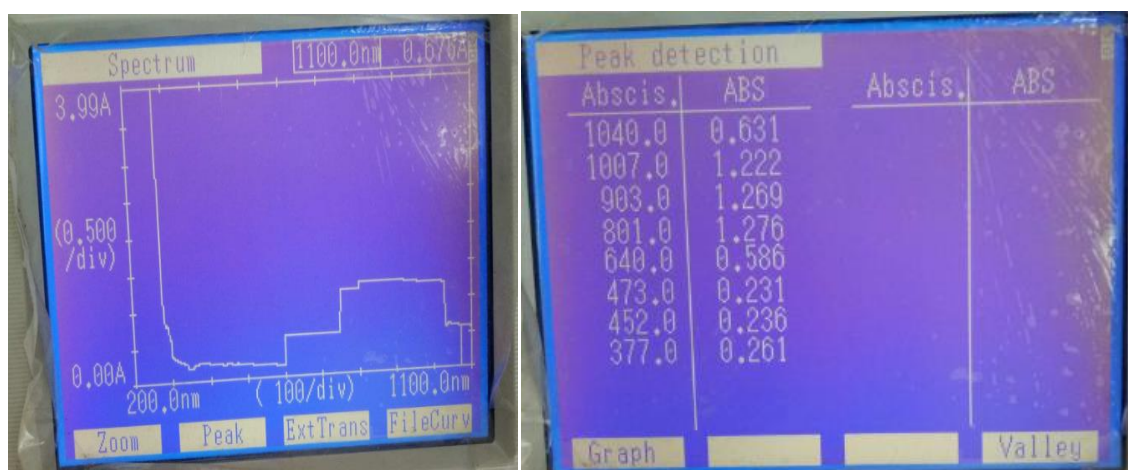 Spectrum
1100.0nm 0.676A
3.99A
(0.500
/div)
0.00A
200.0nm
( 100/div)
1100.0nm
Zoom
Peak
ExtTrans
FileCurv
Peak detection
Abscis. ABS Abscis. ABS
1040.0 0.631
1007.0 1.222
903.0 1.269
801.0 1.276
640.0 0.586
473.0 0.231
452.0 0.236
377.0 0.261
Graph
Valley